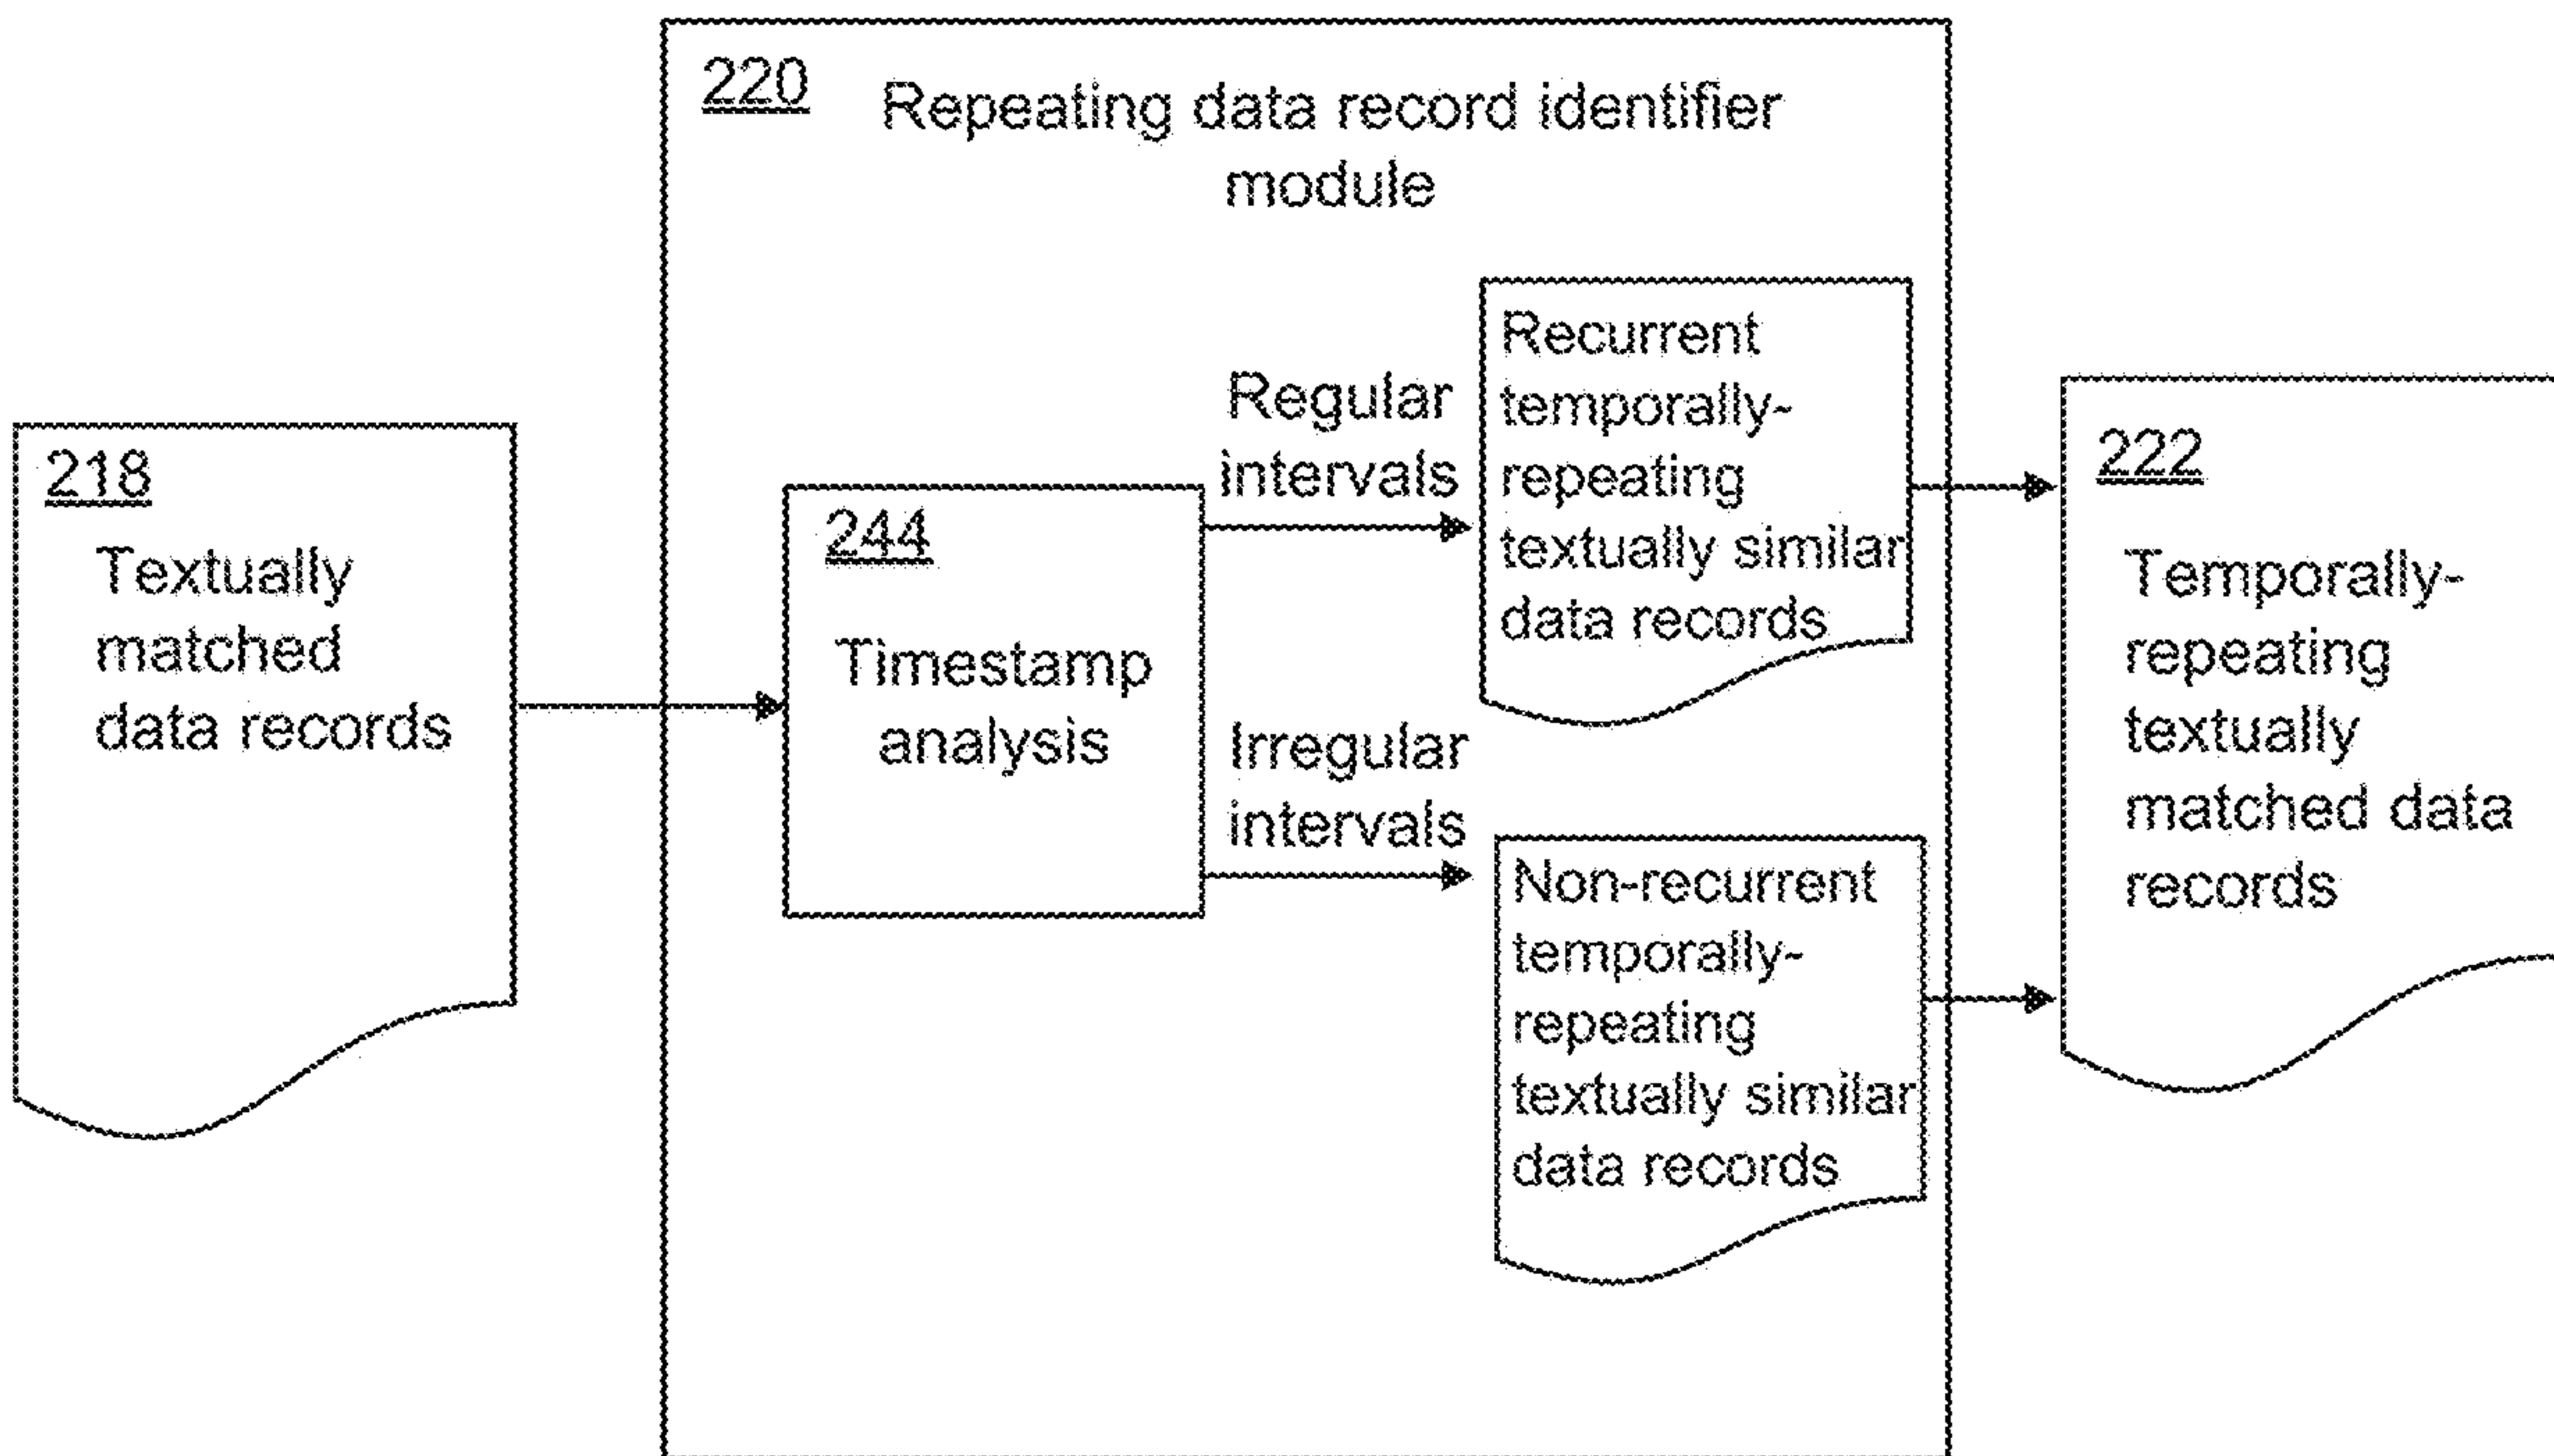 220
Repeating data record identifier
module
218
Textually
matched
data records
244
Timestamp
analysis
Regular
intervals
Irregular
intervals
Recurrent
temporally-
repeating
textually similar
data records
Non-recurrent
temporally-
repeating
textually similar
data records
222
Temporally-
repeating
textually
matched data
records